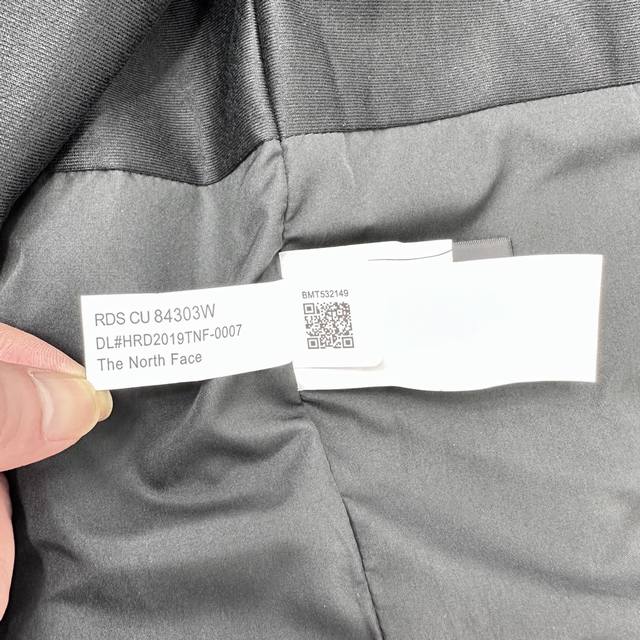 RDS CU 84303W
DL#HRD2019TNF-0007
The North Face
BMT532149